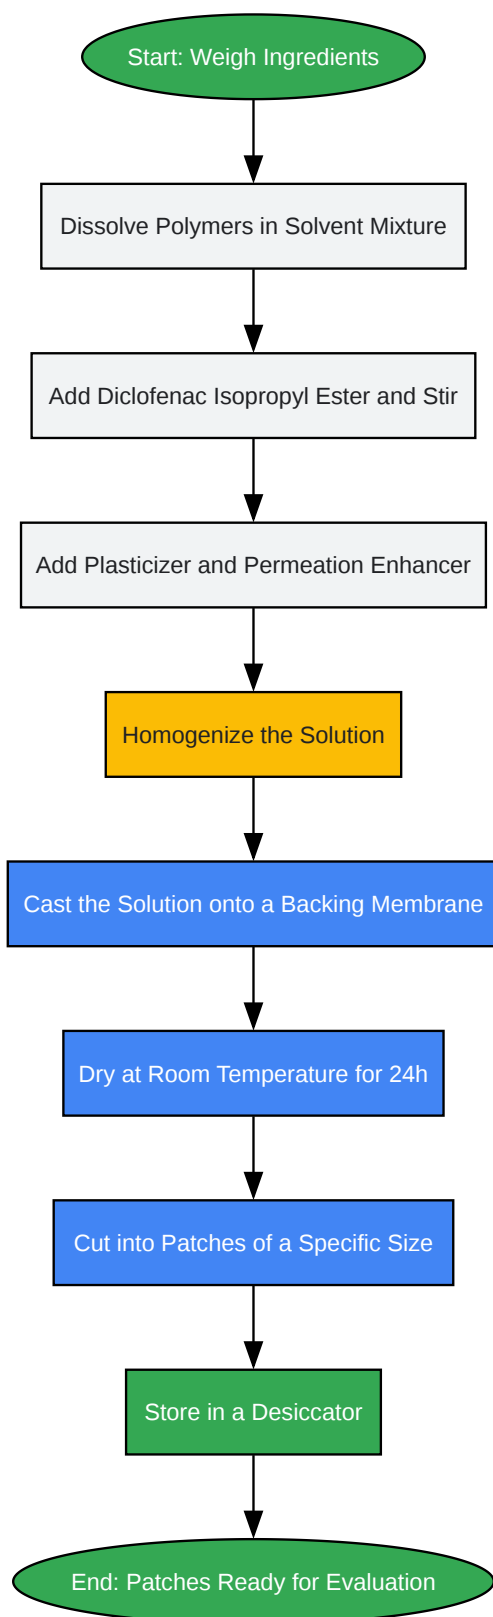 Start: Weigh Ingredients
Dissolve Polymers in Solvent Mixture
Add Diclofenac Isopropyl Ester and Stir
Add Plasticizer and Permeation Enhancer
Homogenize the Solution
Cast the Solution onto a Backing Membrane
Dry at Room Temperature for 24h
Cut into Patches of a Specific Size
Store in a Desiccator
End: Patches Ready for Evaluation